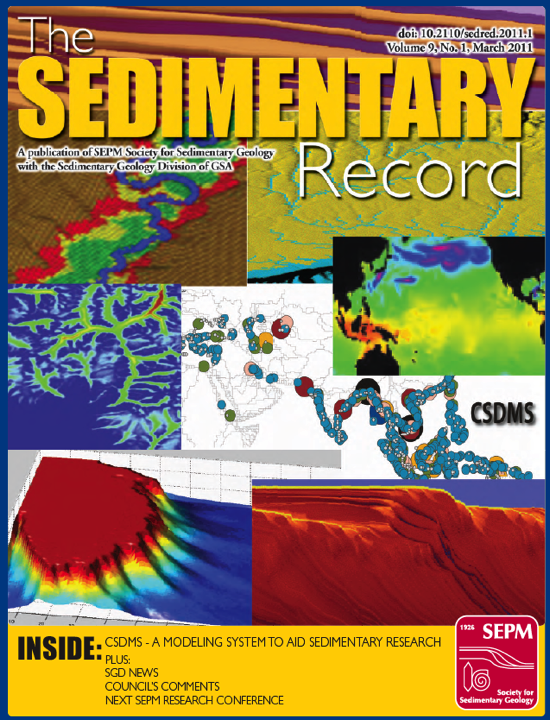 The
doi: 10.2110/sedred.2011.1
Volume 9, No. 1, March 2011
SEDIMENTARY
A publication of SEPM Society for Sedimentary Geology
with the Sedimentary Geology Division of GSA
Record
CSDMS
INSIDE:
CSDMS - A MODELING SYSTEM TO AID SEDIMENTARY RESEARCH
PLUS:
SGD NEWS
COUNCIL'S COMMENTS
NEXT SEPM RESEARCH CONFERENCE
1926 SEPM
Society for
Sedimentary Geology